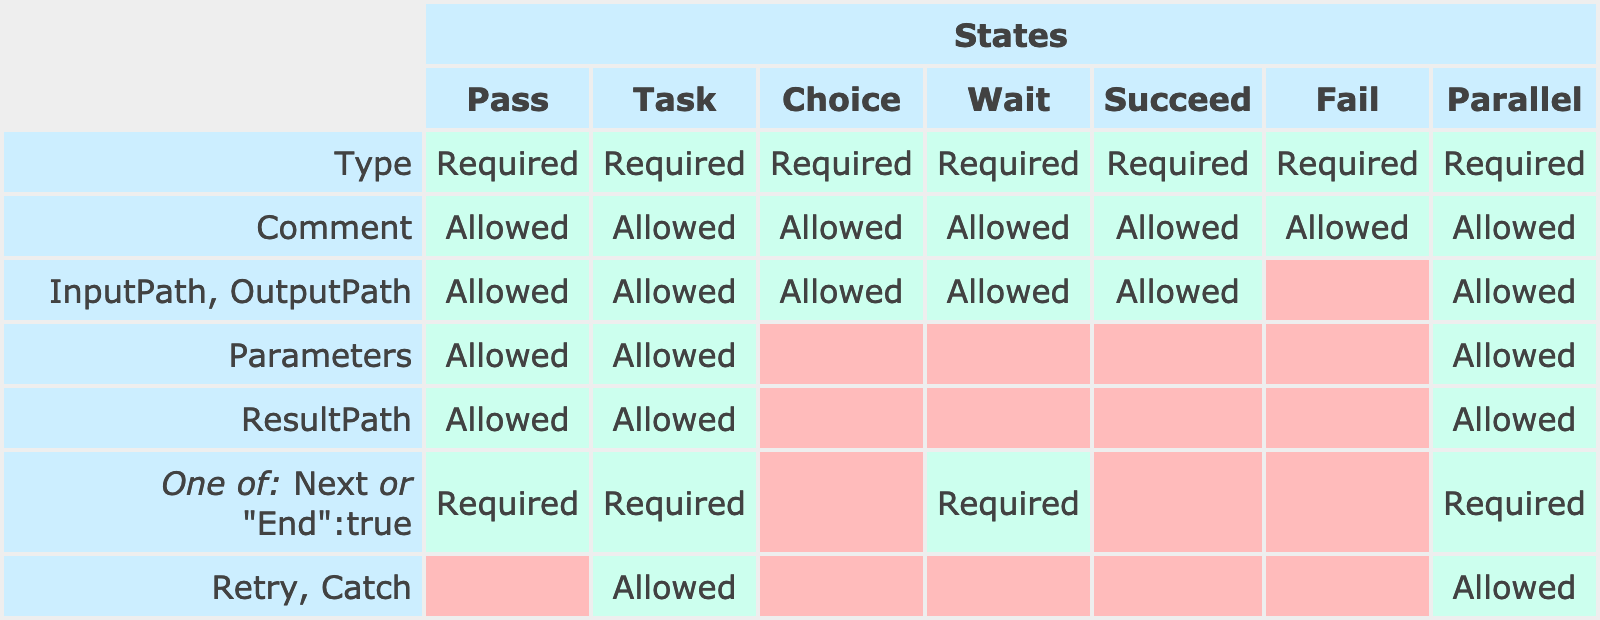 States
Pass Task Choice Wait Succeed Fail Parallel
Type Required Required Required Required Required Required Required
Comment Allowed Allowed Allowed Allowed Allowed Allowed Allowed
InputPath, OutputPath Allowed Allowed Allowed Allowed Allowed Allowed
Parameters Allowed Allowed Allowed
ResultPath Allowed Allowed Allowed
One of: Next or
"End":true Required Required Required Required
Retry, Catch Allowed Allowed